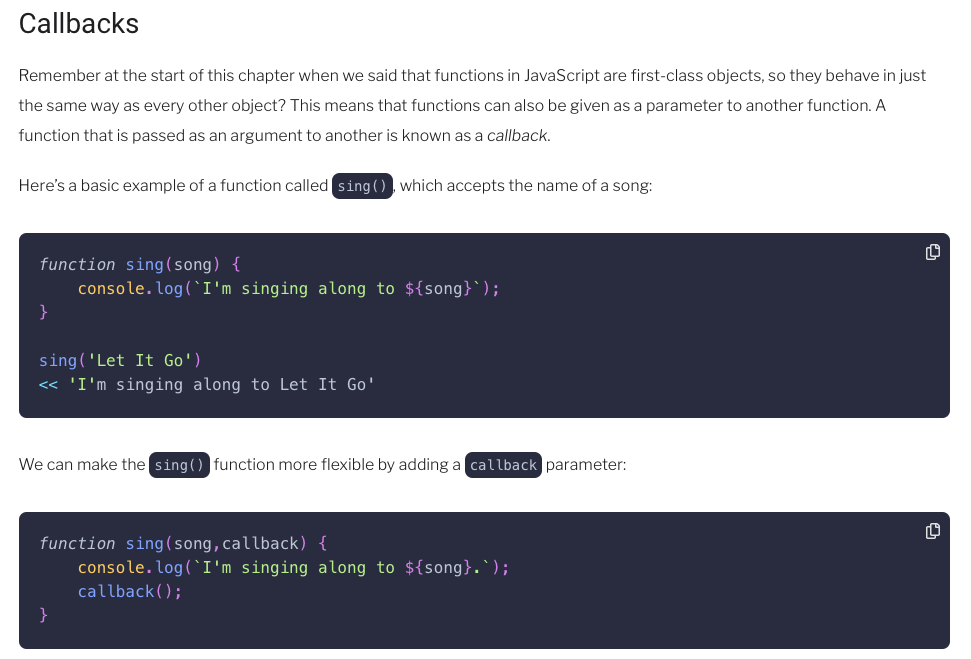 Callbacks
Remember at the start of this chapter when we said that functions in JavaScript are first-class objects, so they behave in just
the same way as every other object? This means that functions can also be given as a parameter to another function. A
function that is passed as an argument to another is known as a callback.
Here’s a basic example of a function called sing(), which accepts the name of a song:
function sing(song) {
    console.log(`I'm singing along to ${song}`);
}
sing('Let It Go')
<< 'I'm singing along to Let It Go'
We can make the sing() function more flexible by adding a callback parameter:
function sing(song,callback) {
    console.log(`I'm singing along to ${song}.`);
    callback();
}